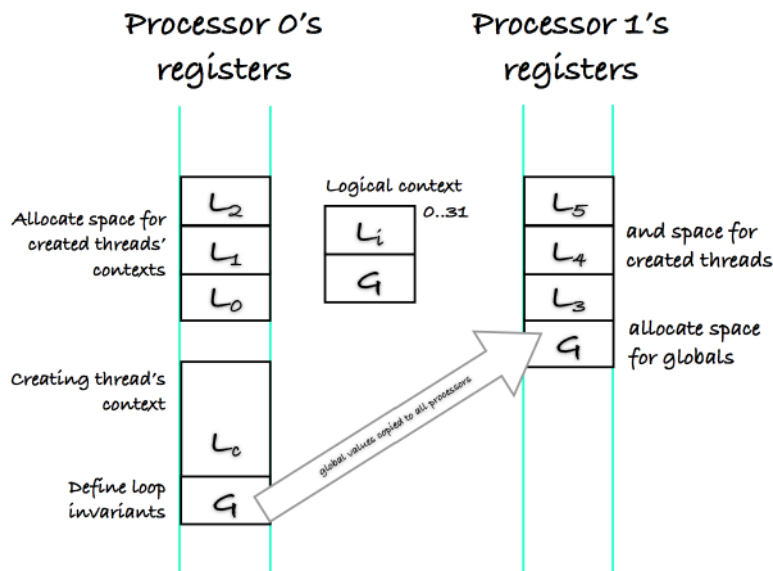 Processor 0's
registers
Processor 1's
registers
Allocate space for
created threads'
contexts
L2
L1
L0
Logical context
0..31
Li
G
L5
L4
L3
G
and space for
created threads
allocate space
for globals
Creating thread's
context
Lc
Define loop
invariants
G
global values copied to all processors